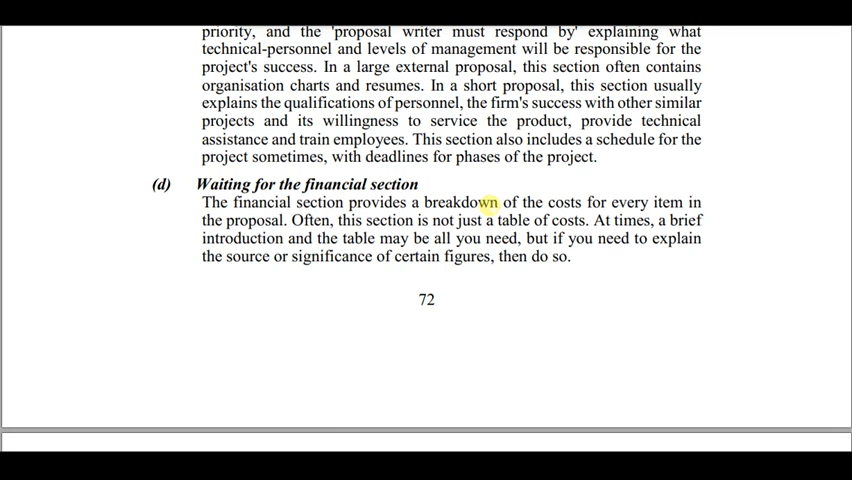 priority, and the 'proposal writer must respond by' explaining what
technical-personnel and levels of management will be responsible for the
project's success. In a large external proposal, this section often contains
organisation charts and resumes. In a short proposal, this section usually
explains the qualifications of personnel, the firm's success with other similar
projects and its willingness to service the product, provide technical
assistance and train employees. This section also includes a schedule for the
project sometimes, with deadlines for phases of the project.
(d) Waiting for the financial section
The financial section provides a breakdown of the costs for every item in
the proposal. Often, this section is not just a table of costs. At times, a brief
introduction and the table may be all you need, but if you need to explain
the source or significance of certain figures, then do so.
72